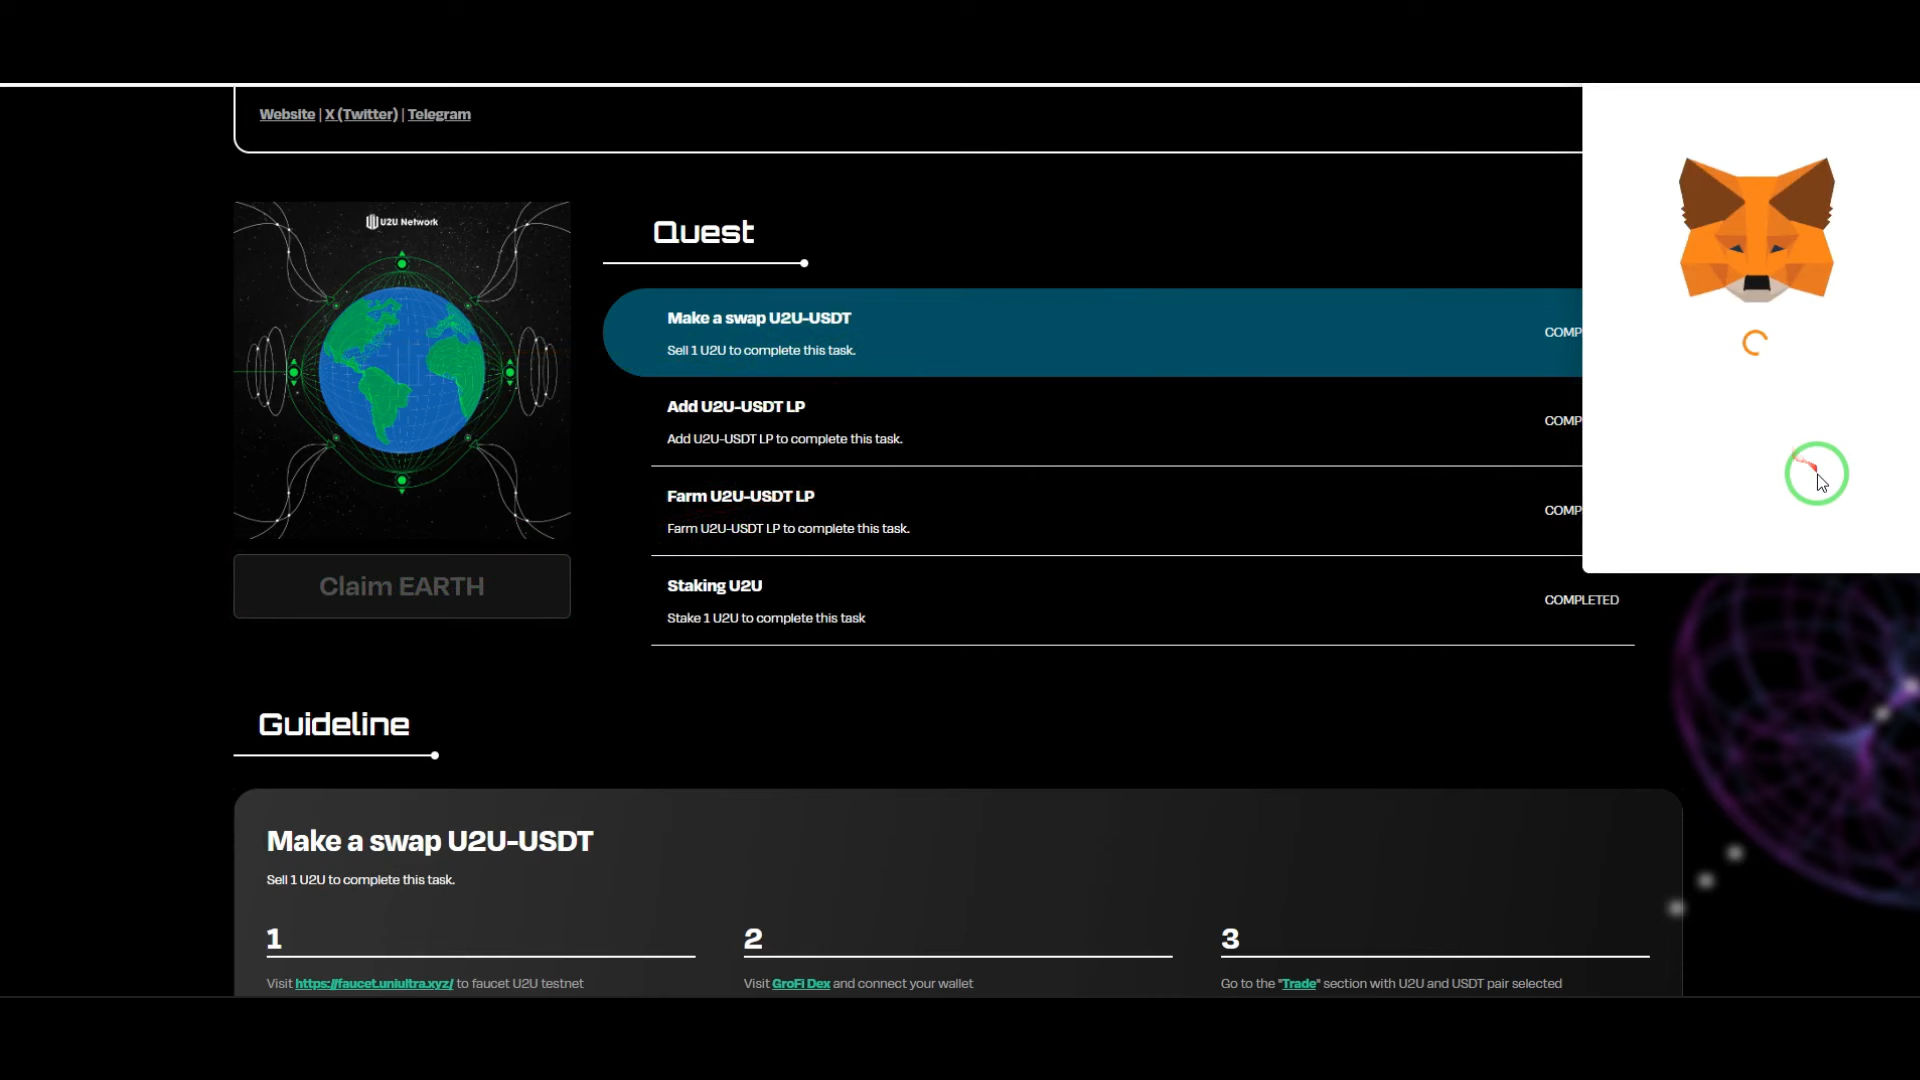 Website | X (Twitter) | Telegram
U2U Network
Quest
Make a swap U2U-USDT
Sell 1 U2U to complete this task.
COMP
Add U2U-USDT LP
Add U2U-USDT LP to complete this task.
COMP
Farm U2U-USDT LP
Farm U2U-USDT LP to complete this task.
COMP
Staking U2U
Stake 1 U2U to complete this task
COMPLETED
Claim EARTH
Guideline
Make a swap U2U-USDT
Sell 1 U2U to complete this task.
1
2
3
Visit https://faucet.uniultra.xyz/ to faucet U2U testnet
Visit GroFi Dex and connect your wallet
Go to the "Trade" section with U2U and USDT pair selected